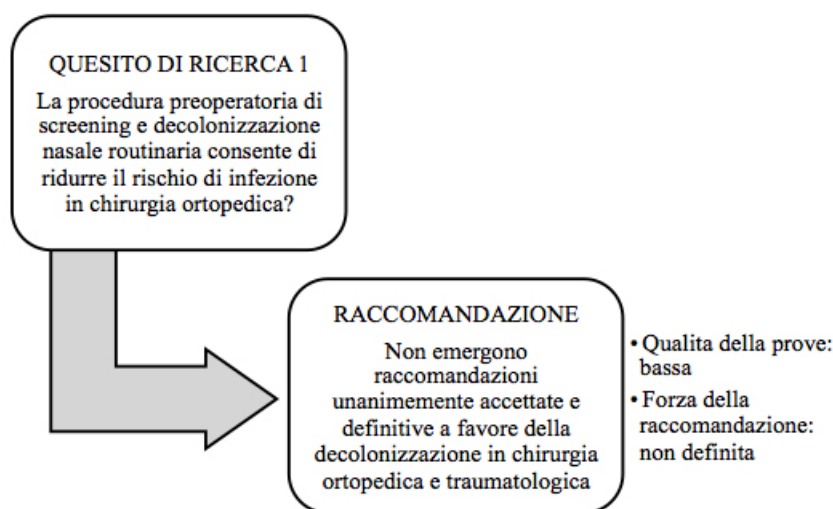 QUESITO DI RICERCA 1
La procedura preoperatoria di
screening e decolonizzazione
nasale routinaria consente di
ridurre il rischio di infezione
in chirurgia ortopedica?
RACCOMANDAZIONE
Non emergono
raccomandazioni
unanimemente accettate e
definitive a favore della
decolonizzazione in chirurgia
ortopedica e traumatologica
• Qualita della prove:
bassa
• Forza della
raccomandazione:
non definita